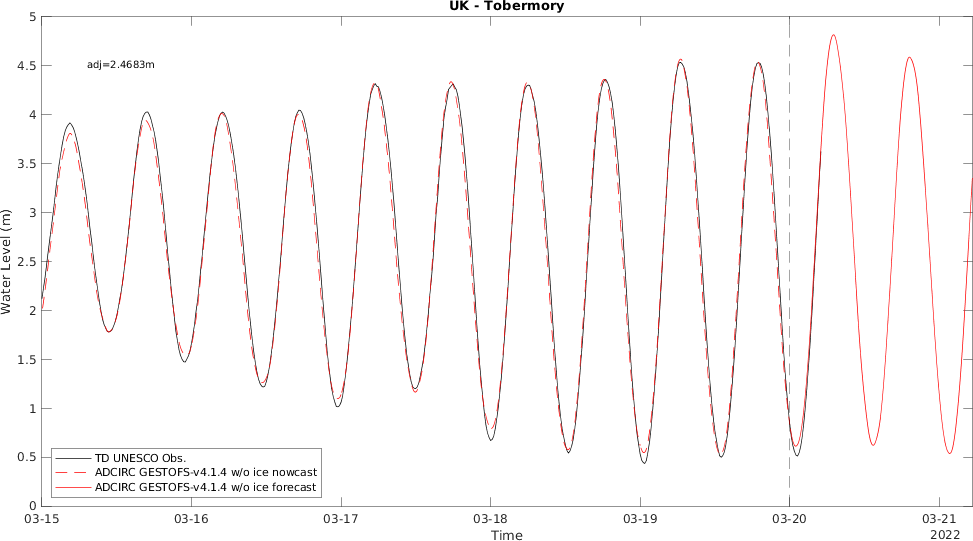 UK - Tobermory
adj=2.4683m
Water Level (m)
5
4.5
4
3.5
3
2.5
2
1.5
1
0.5
0
TD UNESCO Obs.
ADCIRC GESTOFS-v4.1.4 w/o ice nowcast
ADCIRC GESTOFS-v4.1.4 w/o ice forecast
03-15 03-16 03-17 03-18 03-19 03-20 03-21
Time
2022